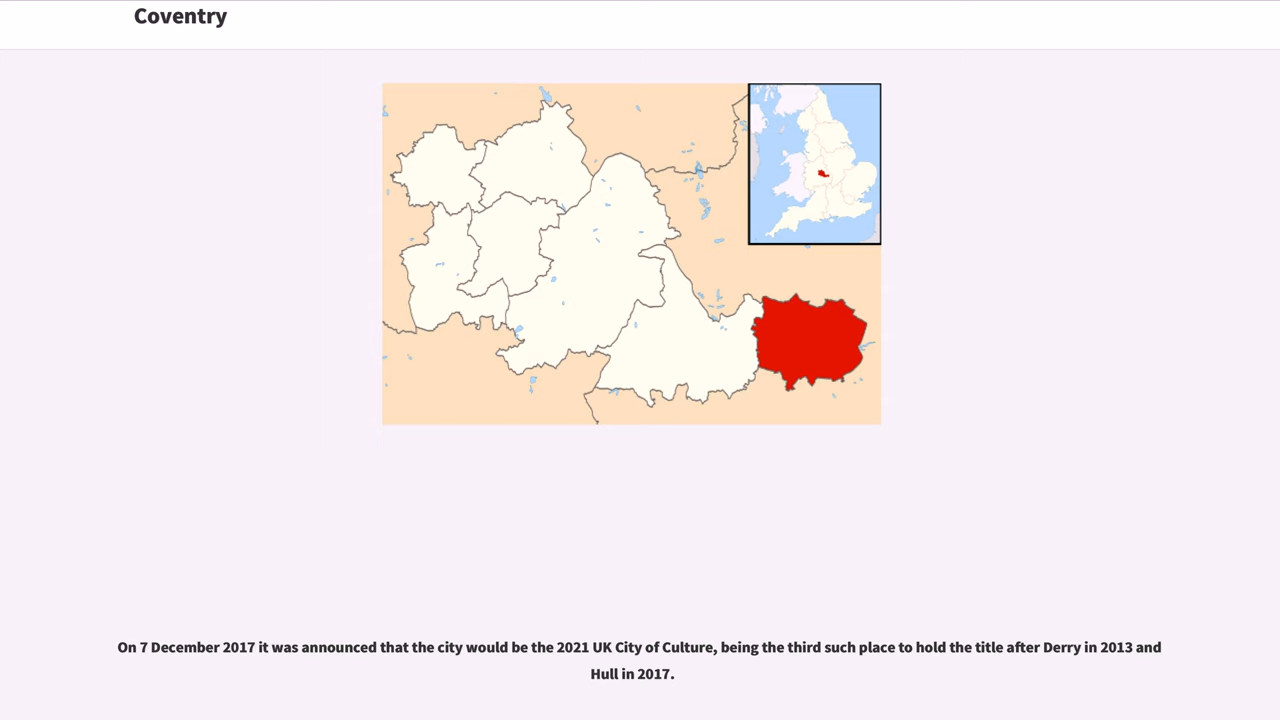 Coventry
On 7 December 2017 it was announced that the city would be the 2021 UK City of Culture, being the third such place to hold the title after Derry in 2013 and
Hull in 2017.